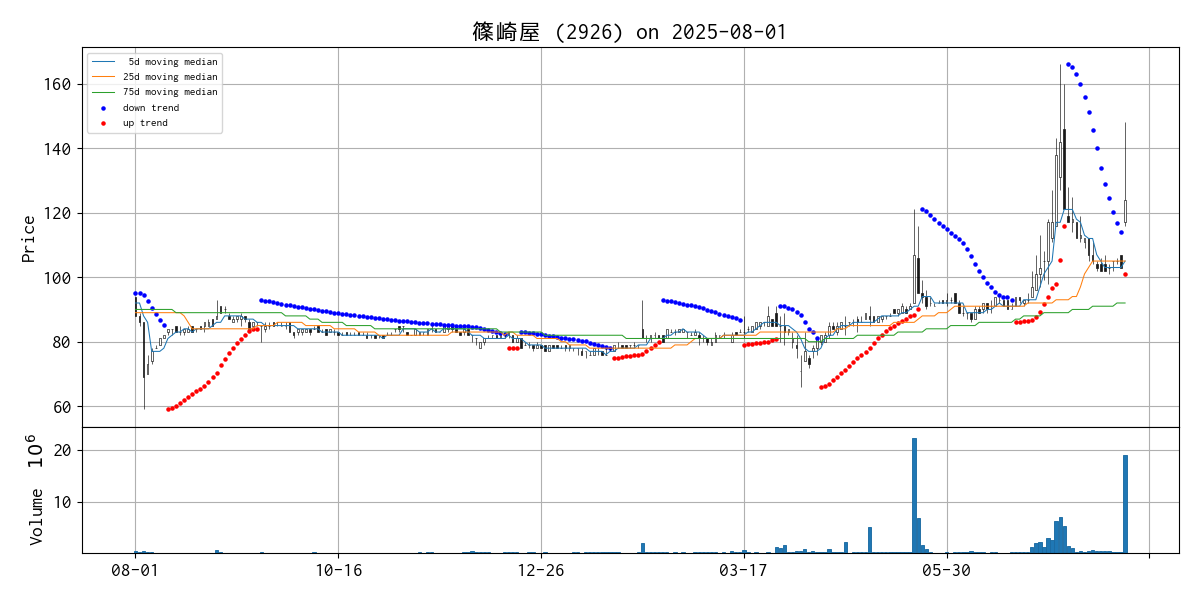 篠崎屋 (2926) on 2025-08-01
5d moving median
25d moving median
75d moving median
down trend
up trend
Price
160
140
120
100
80
60
Volume 10^6
20
10
08-01 10-16 12-26 03-17 05-30